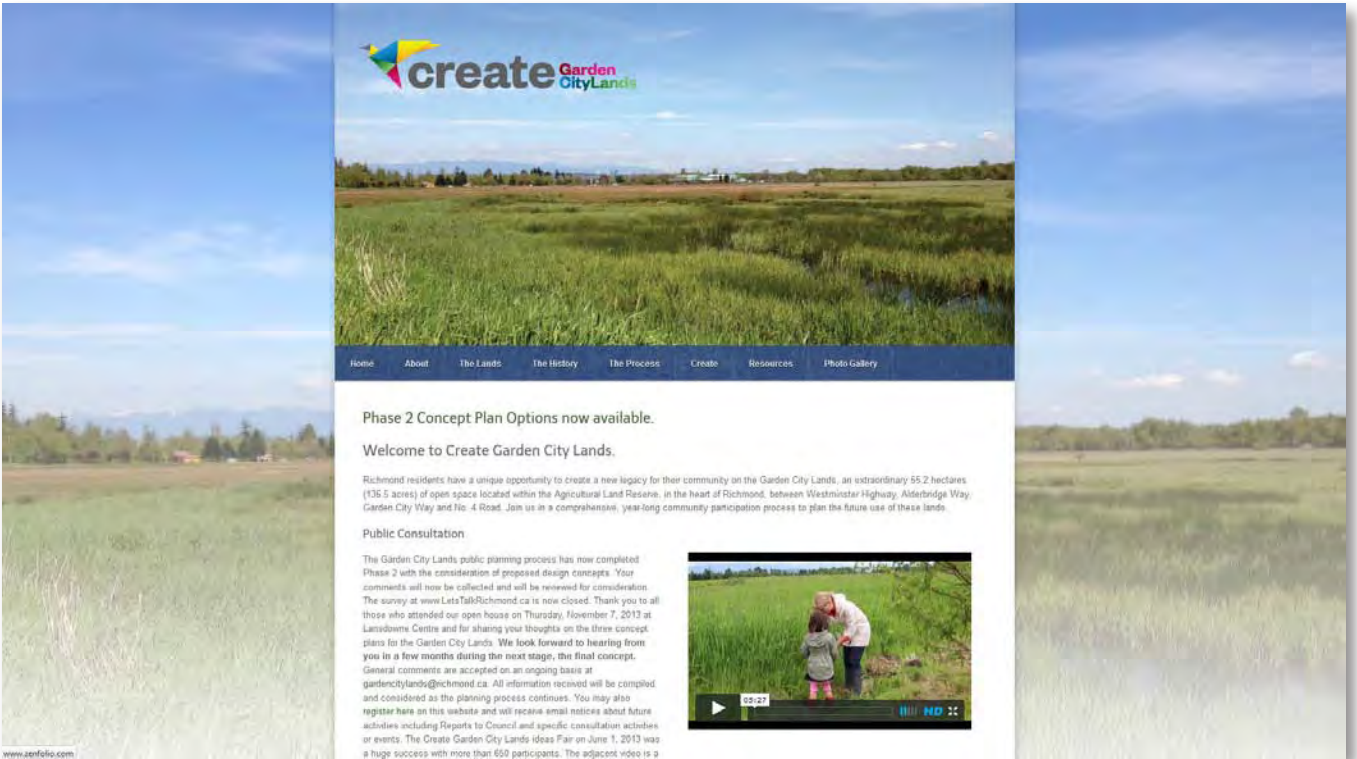 create Garden
CityLands
Home About The Lands The History The Process Create Resources Photo Gallery
Phase 2 Concept Plan Options now available.
Welcome to Create Garden City Lands.
Richmond residents have a unique opportunity to create a new legacy for their community on the Garden City Lands, an extraordinary 55.2 hectares
(136.5 acres) of open space located within the Agricultural Land Reserve, in the heart of Richmond, between Westminster Highway, Alderbridge Way,
Garden City Way and No. 4 Road. Join us in a comprehensive, year-long community participation process to plan the future use of these lands.
Public Consultation
The Garden City Lands public planning process has now completed
Phase 2 with the consideration of proposed design concepts. Your
comments will now be collected and will be reviewed for consideration.
The survey at www.LetsTalkRichmond.ca is now closed. Thank you to all
those who attended our open house on Thursday, November 7, 2013 at
Lansdowne Centre and for sharing your thoughts on the three concept
plans for the Garden City Lands. We look forward to hearing from
you in a few months during the next stage, the final concept.
General comments are accepted on an ongoing basis at
gardencitylands@richmond.ca. All information received will be compiled
and considered as the planning process continues. You may also
register here on this website and will receive email notices about future
activities including Reports to Council and specific consultation activities
or events. The Create Garden City Lands ideas Fair on June 1, 2013 was
a huge success with more than 650 participants. The adjacent video is a
05:27
HD
www.zenfolio.com